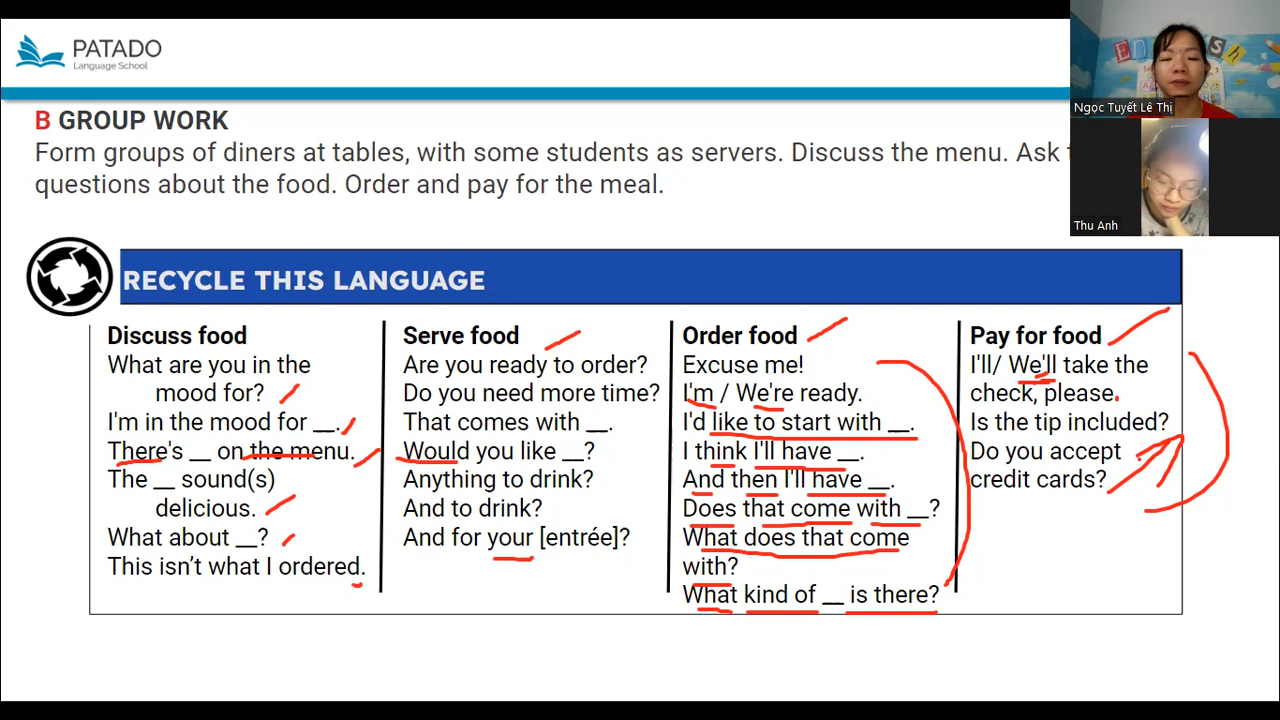 PATADO
Language School
B GROUP WORK
Form groups of diners at tables, with some students as servers. Discuss the menu. Ask
questions about the food. Order and pay for the meal.
Ngọc Tuyết Lê Thị
Thu Anh
RECYCLE THIS LANGUAGE
Discuss food
What are you in the
mood for?
I'm in the mood for __.
There's __ on the menu.
The __ sound(s)
delicious.
What about __?
This isn't what I ordered.
Serve food
Are you ready to order?
Do you need more time?
That comes with __.
Would you like __?
Anything to drink?
And to drink?
And for your [entrée]?
Order food
Excuse me!
I'm / We're ready.
I'd like to start with __.
I think I'll have __.
And then I'll have __.
Does that come with __?
What does that come
with?
What kind of __ is there?
Pay for food
I'll/ We'll take the
check, please.
Is the tip included?
Do you accept
credit cards?